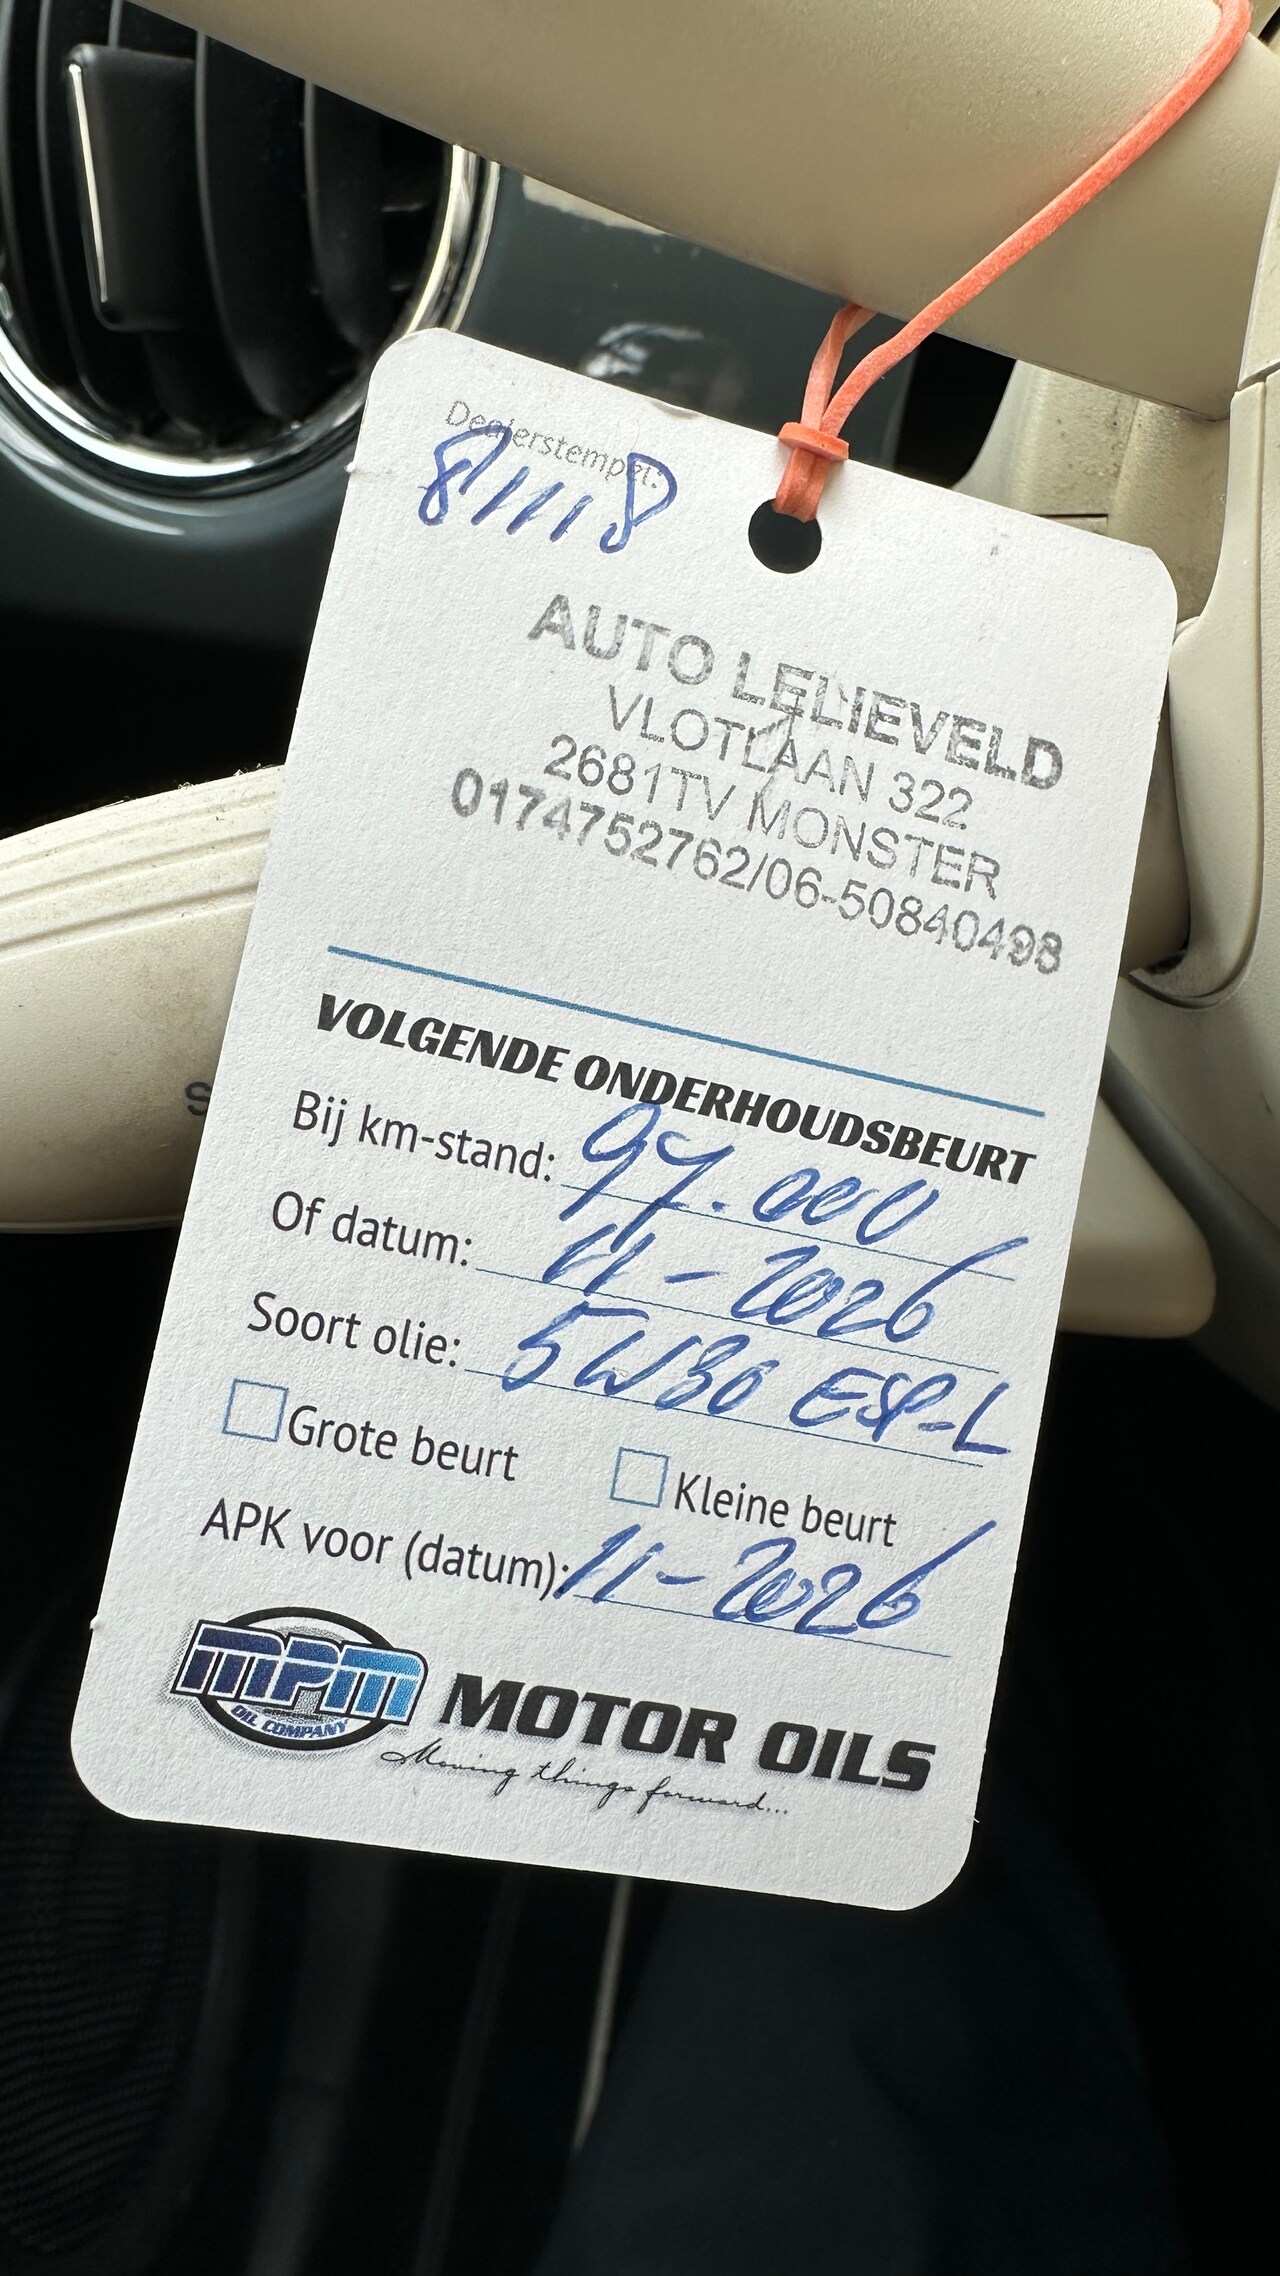 Dealerstempel:
81118
AUTO LELIEVELD
VLOTLAAN 322
2681TV MONSTER
0174752762/06-50840498
VOLGENDE ONDERHOUDSBEURT
Bij km-stand: 97.000
Of datum: 11-2026
Soort olie: 5W30 ESP-L
Grote beurt Kleine beurt
APK voor (datum): 11-2026
MPM OIL COMPANY MOTOR OILS
Moving things forward...
S